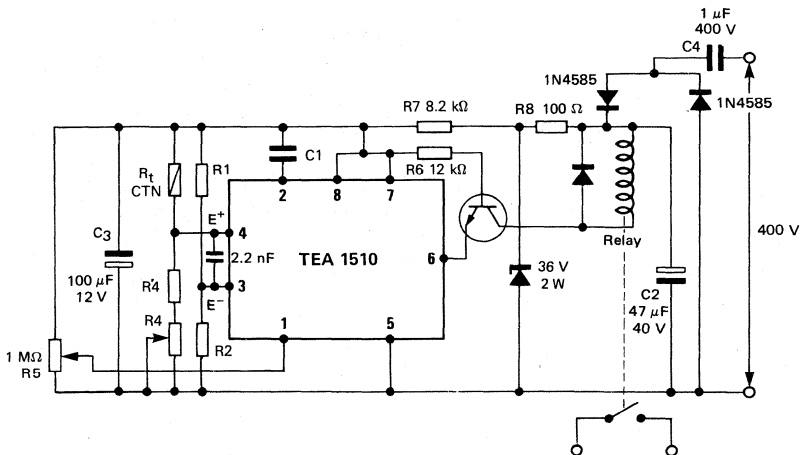 1 µF
400 V
C4
1N4585
1N4585
R7 8.2 kΩ
R8 100 Ω
C1
R6 12 kΩ
Rt
CTN
R1
2
8
7
E+
4
2.2 nF
TEA 1510
6
Relay
400 V
C3
100 µF
12 V
R'4
E−
3
36 V
2 W
C2
47 µF
40 V
R4
R2
1
5
1 MΩ
R5